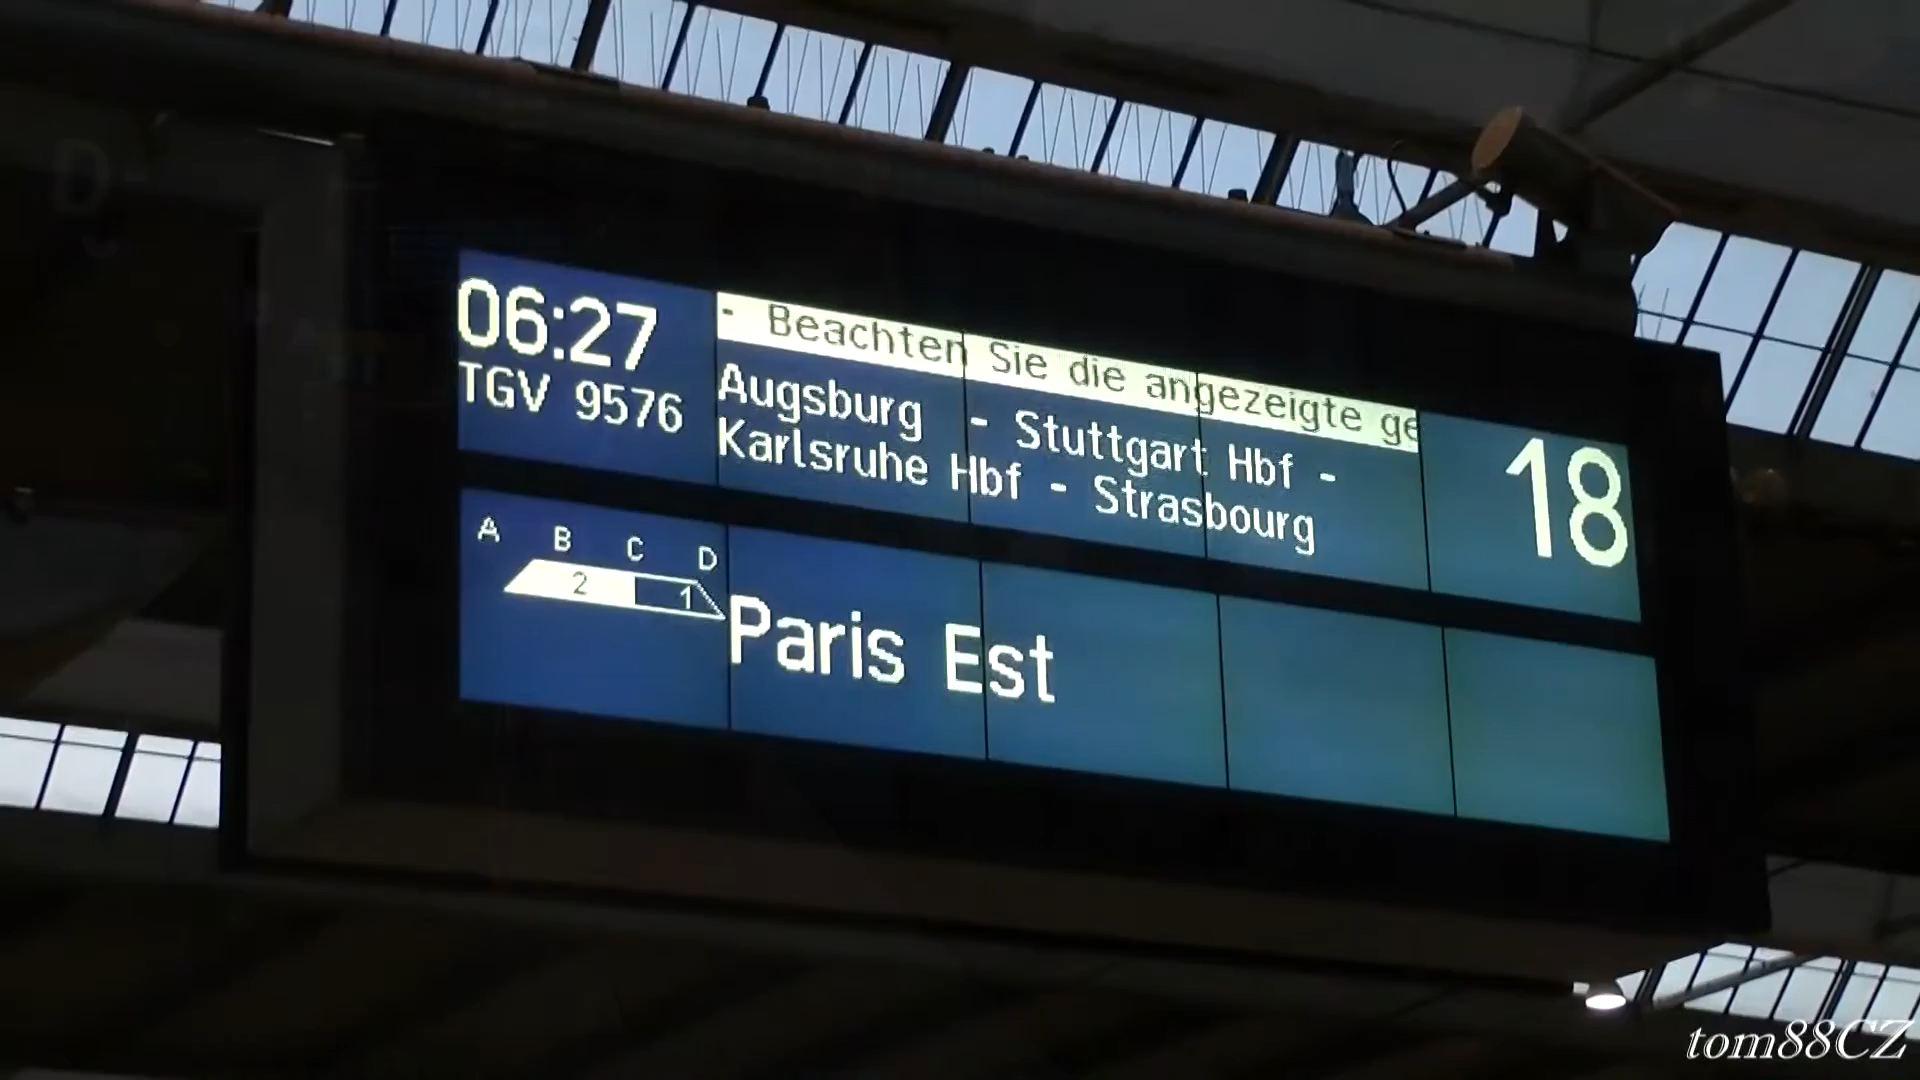 06:27
TGV 9576
- Beachten Sie die angezeigte ge
Augsburg - Stuttgart Hbf -
Karlsruhe Hbf - Strasbourg
18
A B C D
2 1
Paris Est
tom88CZ